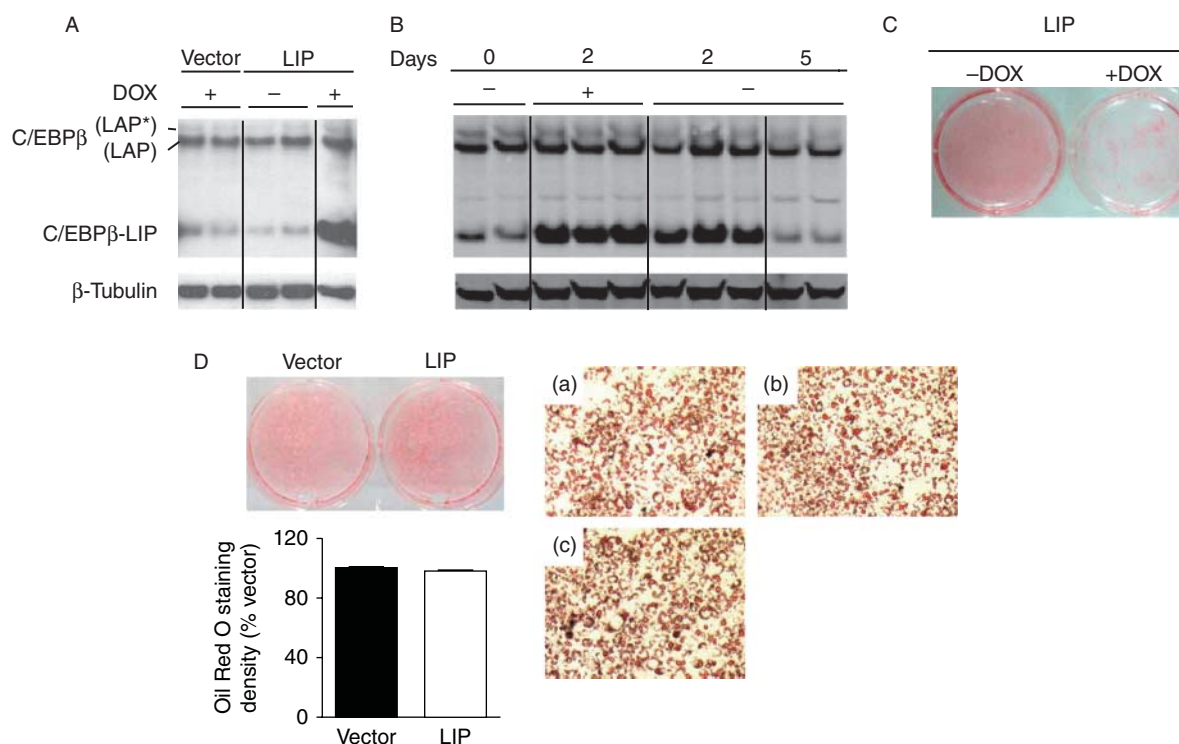 A
Vector LIP
DOX + − +
C/EBPβ (LAP*)
(LAP)
C/EBPβ-LIP
β-Tubulin
B
Days 0 2 2 5
− + −
C
LIP
−DOX +DOX
D
Vector LIP
Oil Red O staining
density (% vector)
120
80
40
0
Vector LIP
(a)
(b)
(c)